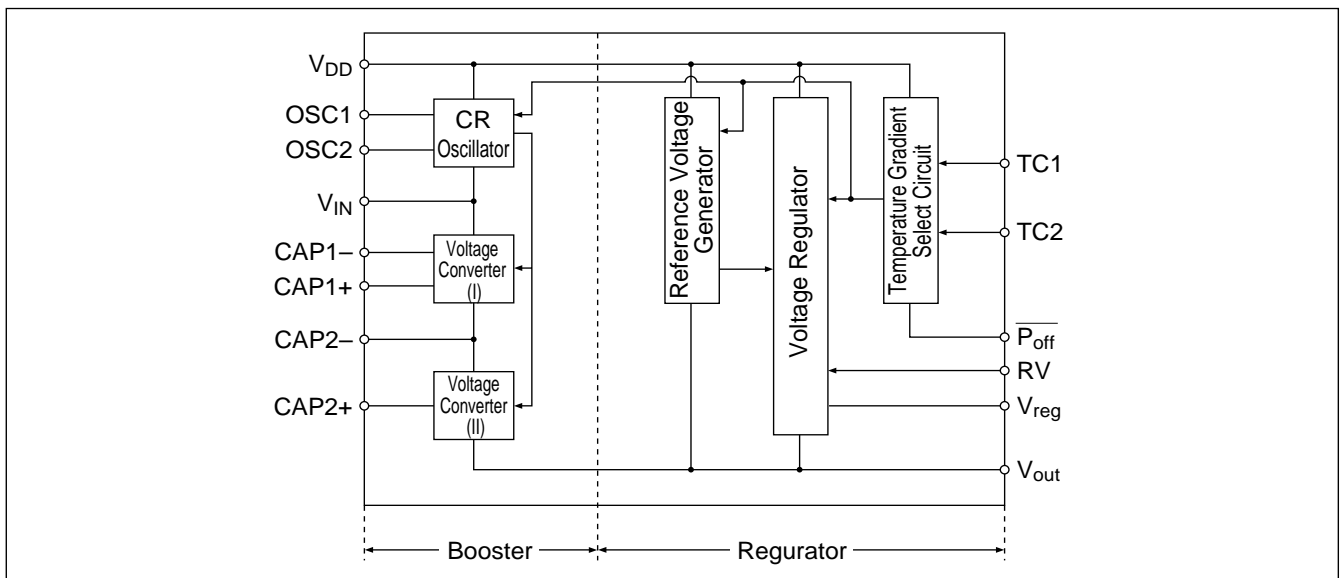 VDD
OSC1
OSC2
VIN
CAP1–
CAP1+
CAP2–
CAP2+
CR
Oscillator
Voltage
Converter
(I)
Voltage
Converter
(II)
Reference Voltage
Generator
Voltage Regulator
Temperature Gradient
Select Circuit
TC1
TC2
Poff
RV
Vreg
Vout
Booster
Regurator